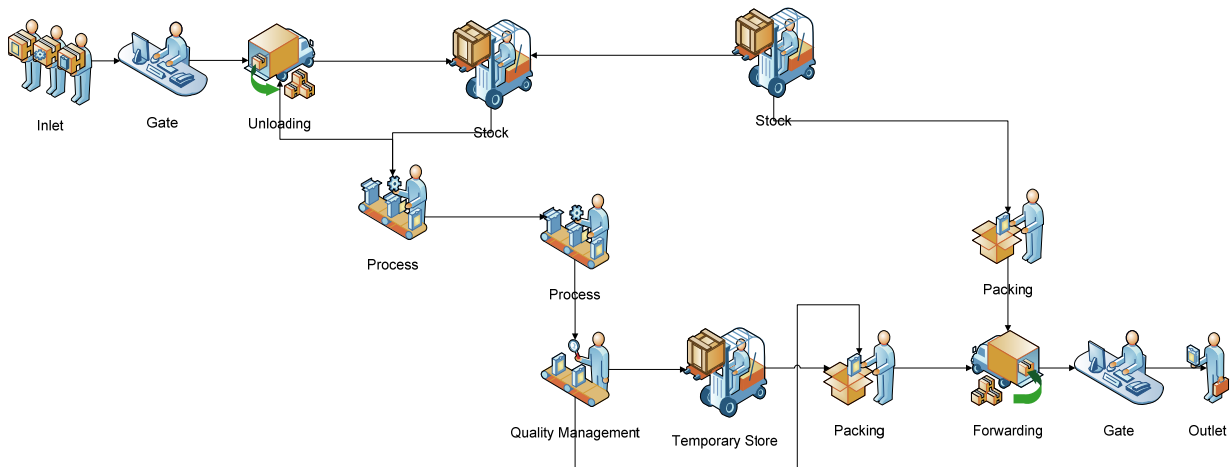 Inlet
Gate
Unloading
Stock
Stock
Process
Process
Packing
Quality Management
Temporary Store
Packing
Forwarding
Gate
Outlet